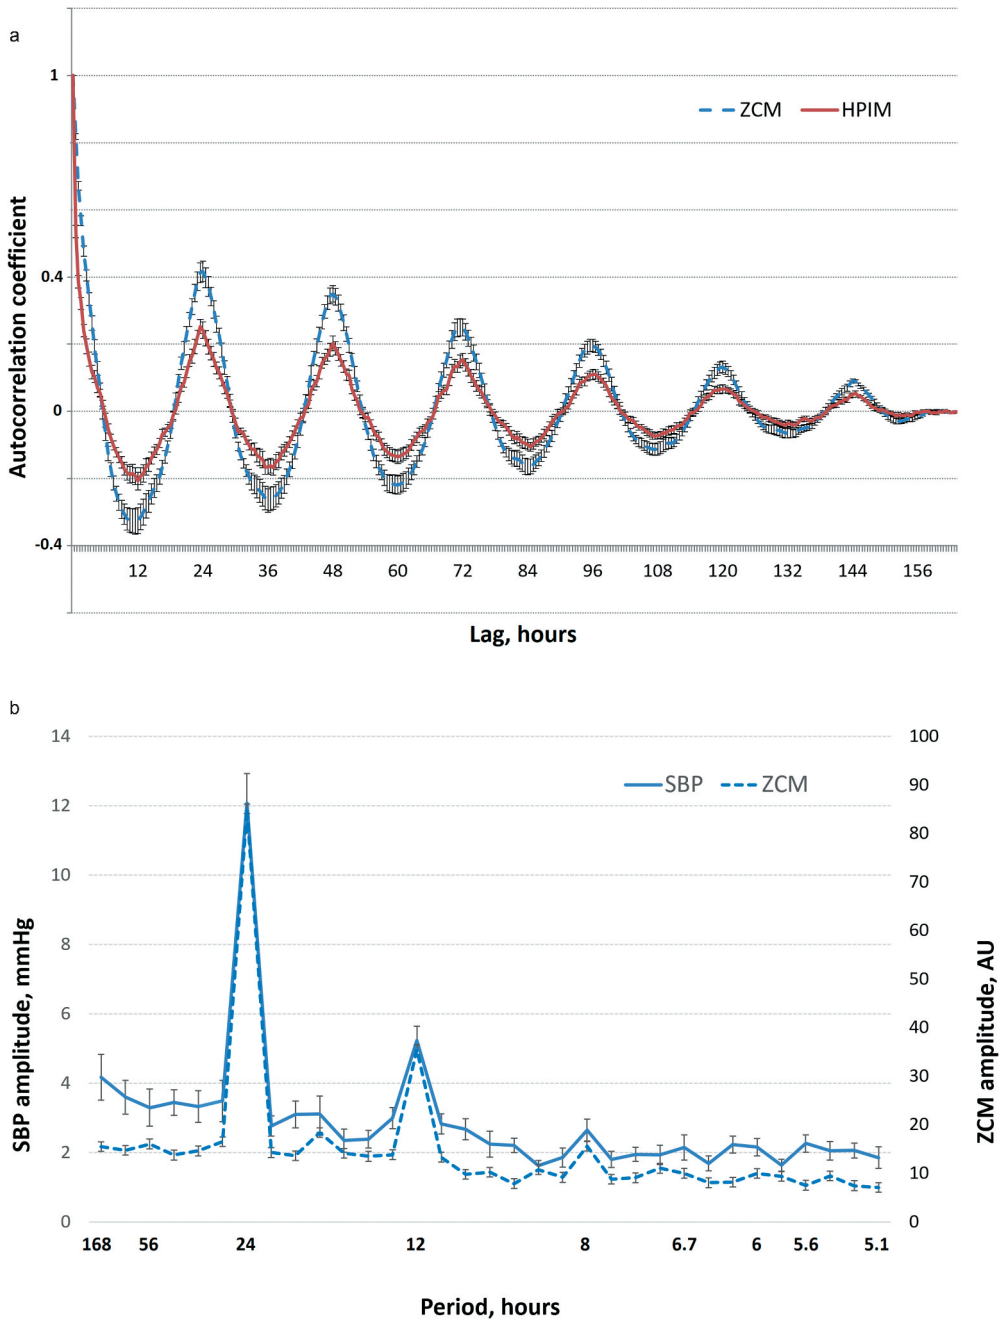 a
1
ZCM HPIM
Autocorrelation coefficient
0.4
0
-0.4
12 24 36 48 60 72 84 96 108 120 132 144 156
Lag, hours
b
14 100
SBP ZCM
12 90
80
10 70
8 60
50
6 40
4 30
2 20
10
0 0
SBP amplitude, mmHg
ZCM amplitude, AU
168 56 24 12 8 6.7 6 5.6 5.1
Period, hours